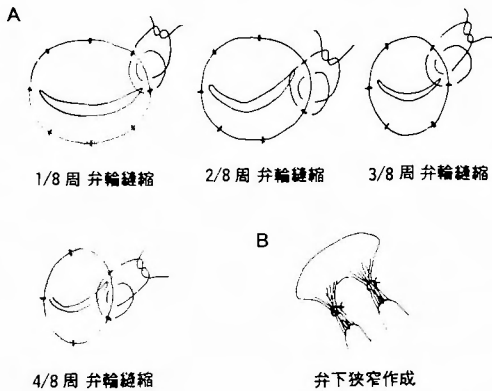 A
1/8 周 弁輪縫縮
2/8 周 弁輪縫縮
3/8 周 弁輪縫縮
4/8 周 弁輪縫縮
B
弁下狭窄作成